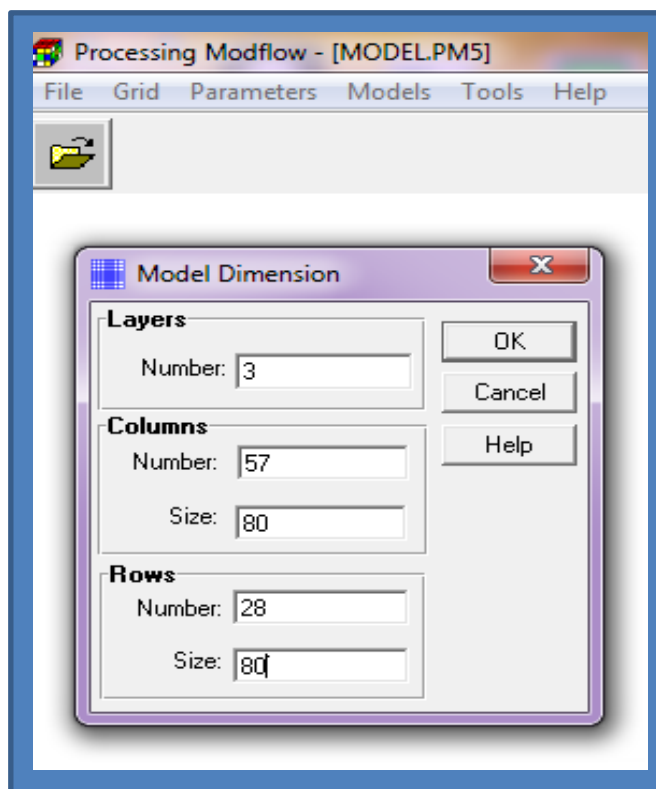 Processing Modflow - [MODEL.PM5]
File Grid Parameters Models Tools Help
Model Dimension
Layers
Number: 3
Columns
Number: 57
Size: 80
Rows
Number: 28
Size: 80
OK
Cancel
Help